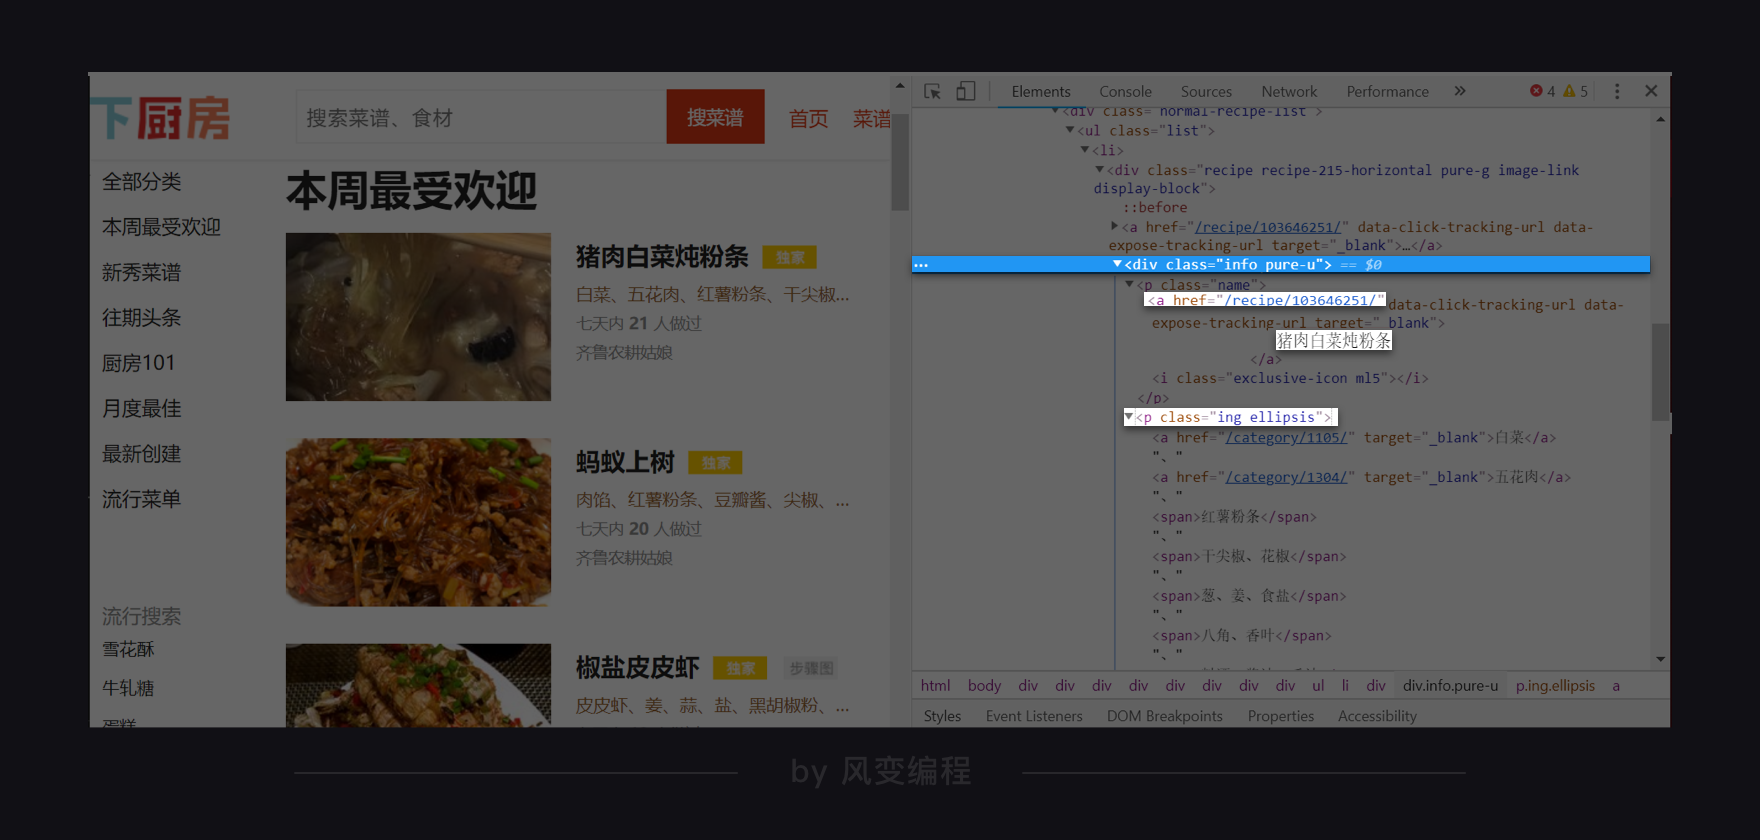 下厨房
搜索菜谱、食材
搜菜谱
首页
菜谱
全部分类
本周最受欢迎
新秀菜谱
往期头条
厨房101
月度最佳
最新创建
流行菜单
流行搜索
雪花酥
牛轧糖
蛋糕
本周最受欢迎
猪肉白菜炖粉条 独家
白菜、五花肉、红薯粉条、干尖椒...
七天内 21 人做过
齐鲁农耕姑娘
蚂蚁上树 独家
肉馅、红薯粉条、豆瓣酱、尖椒、...
七天内 20 人做过
齐鲁农耕姑娘
椒盐皮皮虾 独家 步骤图
皮皮虾、姜、蒜、盐、黑胡椒粉、...
Elements Console Sources Network Performance » 4 5
<div class="normal-recipe-list">
<ul class="list">
<li>
<div class="recipe recipe-215-horizontal pure-g image-link
display-block">
::before
<a href="/recipe/103646251/" data-click-tracking-url data-
expose-tracking-url target="_blank">…</a>
... <div class="info pure-u"> == $0
<p class="name">
<a href="/recipe/103646251/" data-click-tracking-url data-
expose-tracking-url target="_blank">
猪肉白菜炖粉条
</a>
<i class="exclusive-icon ml5"></i>
</p>
<p class="ing ellipsis">
<a href="/category/1105/" target="_blank">白菜</a>
"、"
<a href="/category/1304/" target="_blank">五花肉</a>
"、"
<span>红薯粉条</span>
"、"
<span>干尖椒、花椒</span>
"、"
<span>葱、姜、食盐</span>
"、"
<span>八角、香叶</span>
"、"
html body div div div div div div div div ul li div div.info.pure-u p.ing.ellipsis a
Styles Event Listeners DOM Breakpoints Properties Accessibility
by 风变编程